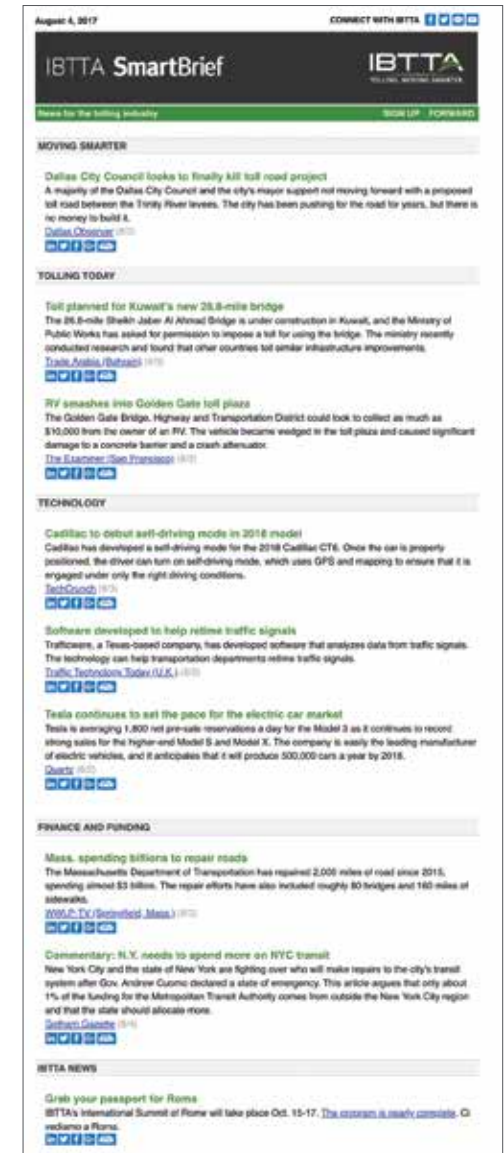 August 4, 2017 CONNECT WITH IBTTA
IBTTA SmartBrief IBTTA
TOLLING. MOVING SMARTER.
News for the tolling industry SIGN UP FORWARD
MOVING SMARTER
Dallas City Council looks to finally kill toll road project
A majority of the Dallas City Council and the city's mayor support not moving forward with a proposed
toll road between the Trinity River levees. The city has been pushing for the road for years, but there is
no money to build it.
Dallas Observer
TOLLING TODAY
Toll planned for Kuwait's new 26.8-mile bridge
The 26.8-mile Sheikh Jaber Al Ahmad Bridge is under construction in Kuwait, and the Ministry of
Public Works has asked for permission to impose a toll for using the bridge. The ministry recently
conducted research and found that other countries toll similar infrastructure improvements.
Trade Arabia (Bahrain)
RV smashes into Golden Gate toll plaza
The Golden Gate Bridge, Highway and Transportation District could look to collect as much as
$10,000 from the owner of an RV. The vehicle became wedged in the toll plaza and caused significant
damage to a concrete barrier and a crash attenuator.
The Examiner (San Francisco)
TECHNOLOGY
Cadillac to debut self-driving mode in 2018 model
Cadillac has developed a self-driving mode for the 2018 Cadillac CT6. Once the car is properly
positioned, the driver can turn on self-driving mode, which uses GPS and mapping to ensure that it is
engaged under only the right driving conditions.
TechCrunch
Software developed to help retime traffic signals
Trafficware, a Texas-based company, has developed software that analyzes data from traffic signals.
The technology can help transportation departments retime traffic signals.
Traffic Technology Today (U.K.)
Tesla continues to set the pace for the electric car market
Tesla is averaging 1,800 net pre-sale reservations a day for the Model 3 as it continues to record
strong sales for the higher-end Model S and Model X. The company is easily the leading manufacturer
of electric vehicles, and it anticipates that it will produce 500,000 cars a year by 2018.
Quartz
FINANCE AND FUNDING
Mass. spending billions to repair roads
The Massachusetts Department of Transportation has repaired 2,000 miles of road since 2015,
spending almost $3 billion. The repair efforts have also included roughly 80 bridges and 160 miles of
sidewalks.
WWLP-TV (Springfield, Mass.)
Commentary: N.Y. needs to spend more on NYC transit
New York City and the state of New York are fighting over who will make repairs to the city's transit
system after Gov. Andrew Cuomo declared a state of emergency. This article argues that only about
1% of the funding for the Metropolitan Transit Authority comes from outside the New York City region
and that the state should allocate more.
Gotham Gazette
IBTTA NEWS
Grab your passport for Roma
IBTTA's International Summit of Rome will take place Oct. 15-17. The program is nearly complete. Ci
vediamo a Roma.